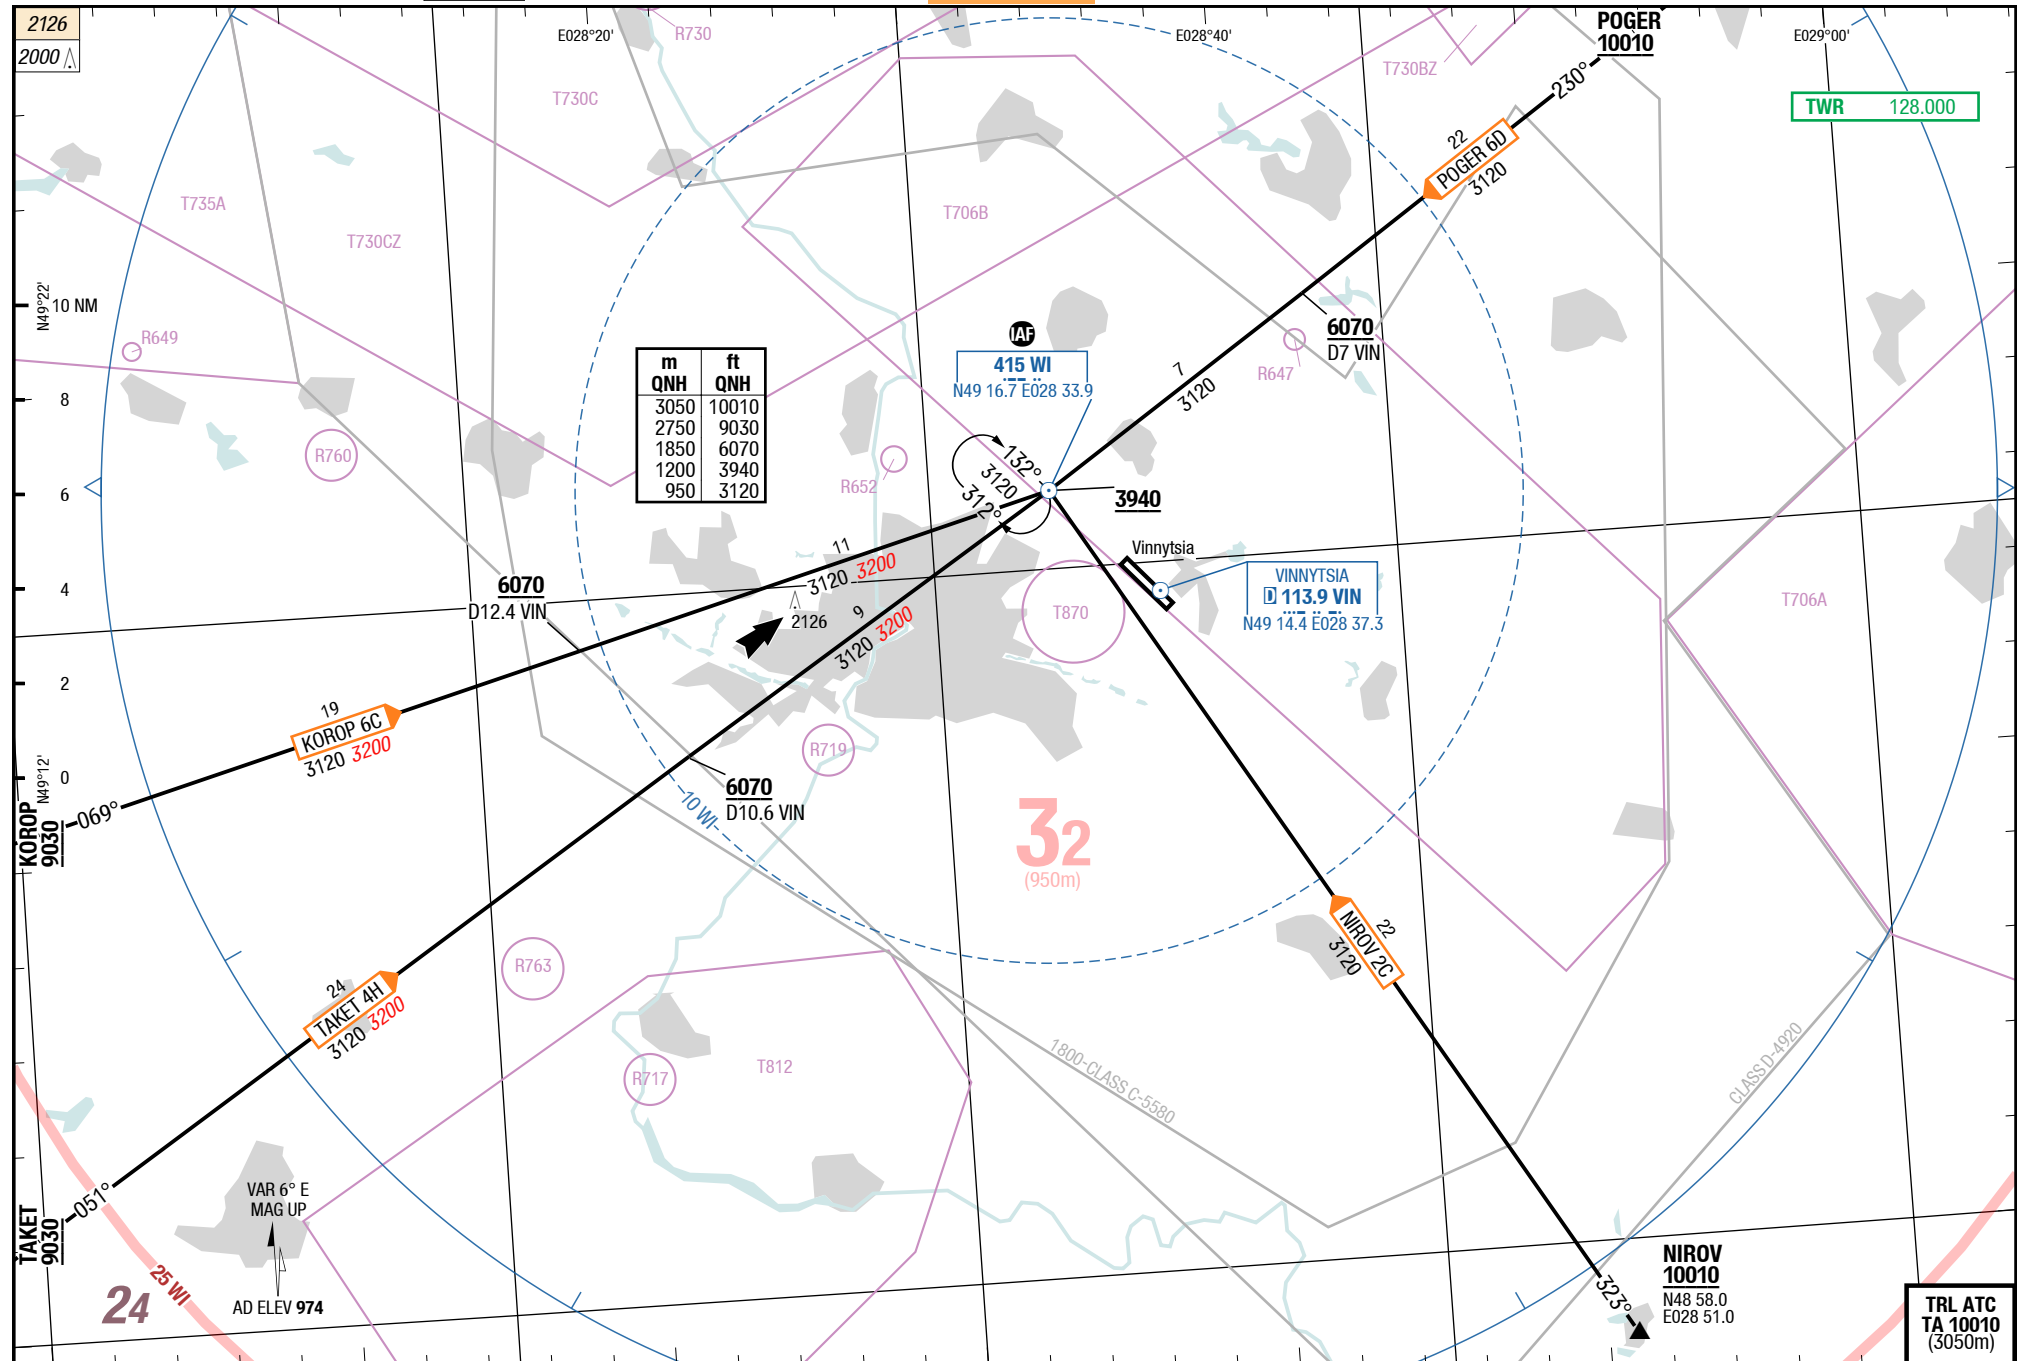 2126
2000
E028°20'
R730
E028°40'
POGER
10010
E029°00'
T730BZ
230°
T730C
TWR 128.000
22
POGER 6D
3120
T735A
T706B
T730CZ
N49°22'
10 NM
R649
6070
D7 VIN
IAF
415 WI
N49 16.7 E028 33.9
m ft
QNH QNH
3050 10010
2750 9030
1850 6070
1200 3940
950 3120
7
3120
R647
8
R760
R652
132°
3120
312°
6
3940
11
3120 3200
Vinnytsia
4
6070
D12.4 VIN
VINNYTSIA
D 113.9 VIN
N49 14.4 E028 37.3
9
3120 3200
2126
T870
T706A
2
19
KOROP 6C
3120 3200
R719
N49°12'
0
6070
D10.6 VIN
10 WI
KOROP
9030
069°
32
(950m)
22
NIROV 2C
3120
R763
24
TAKET 4H
3120 3200
R717
T812
1800-CLASS C-5580
CLASS D-4920
TAKET
9030
051°
VAR 6° E
MAG UP
25 WI
24
AD ELEV 974
323°
NIROV
10010
N48 58.0
E028 51.0
TRL ATC
TA 10010
(3050m)